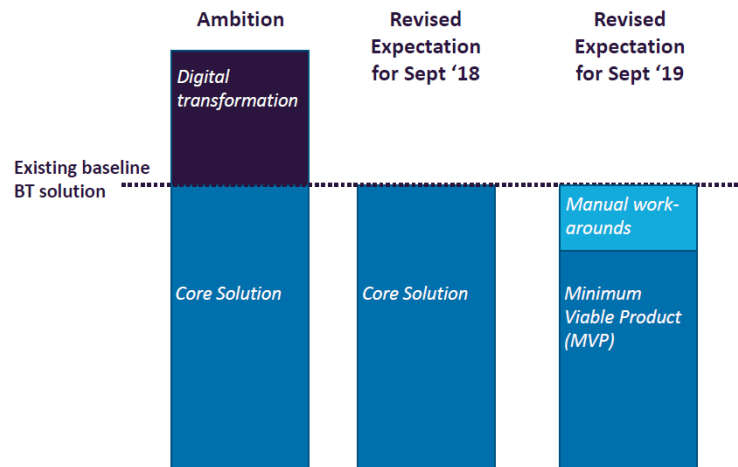 Ambition
Revised
Expectation
for Sept ‘18
Revised
Expectation
for Sept ‘19
Digital
transformation
Existing baseline
BT solution
Manual work-
arounds
Core Solution
Core Solution
Minimum
Viable Product
(MVP)